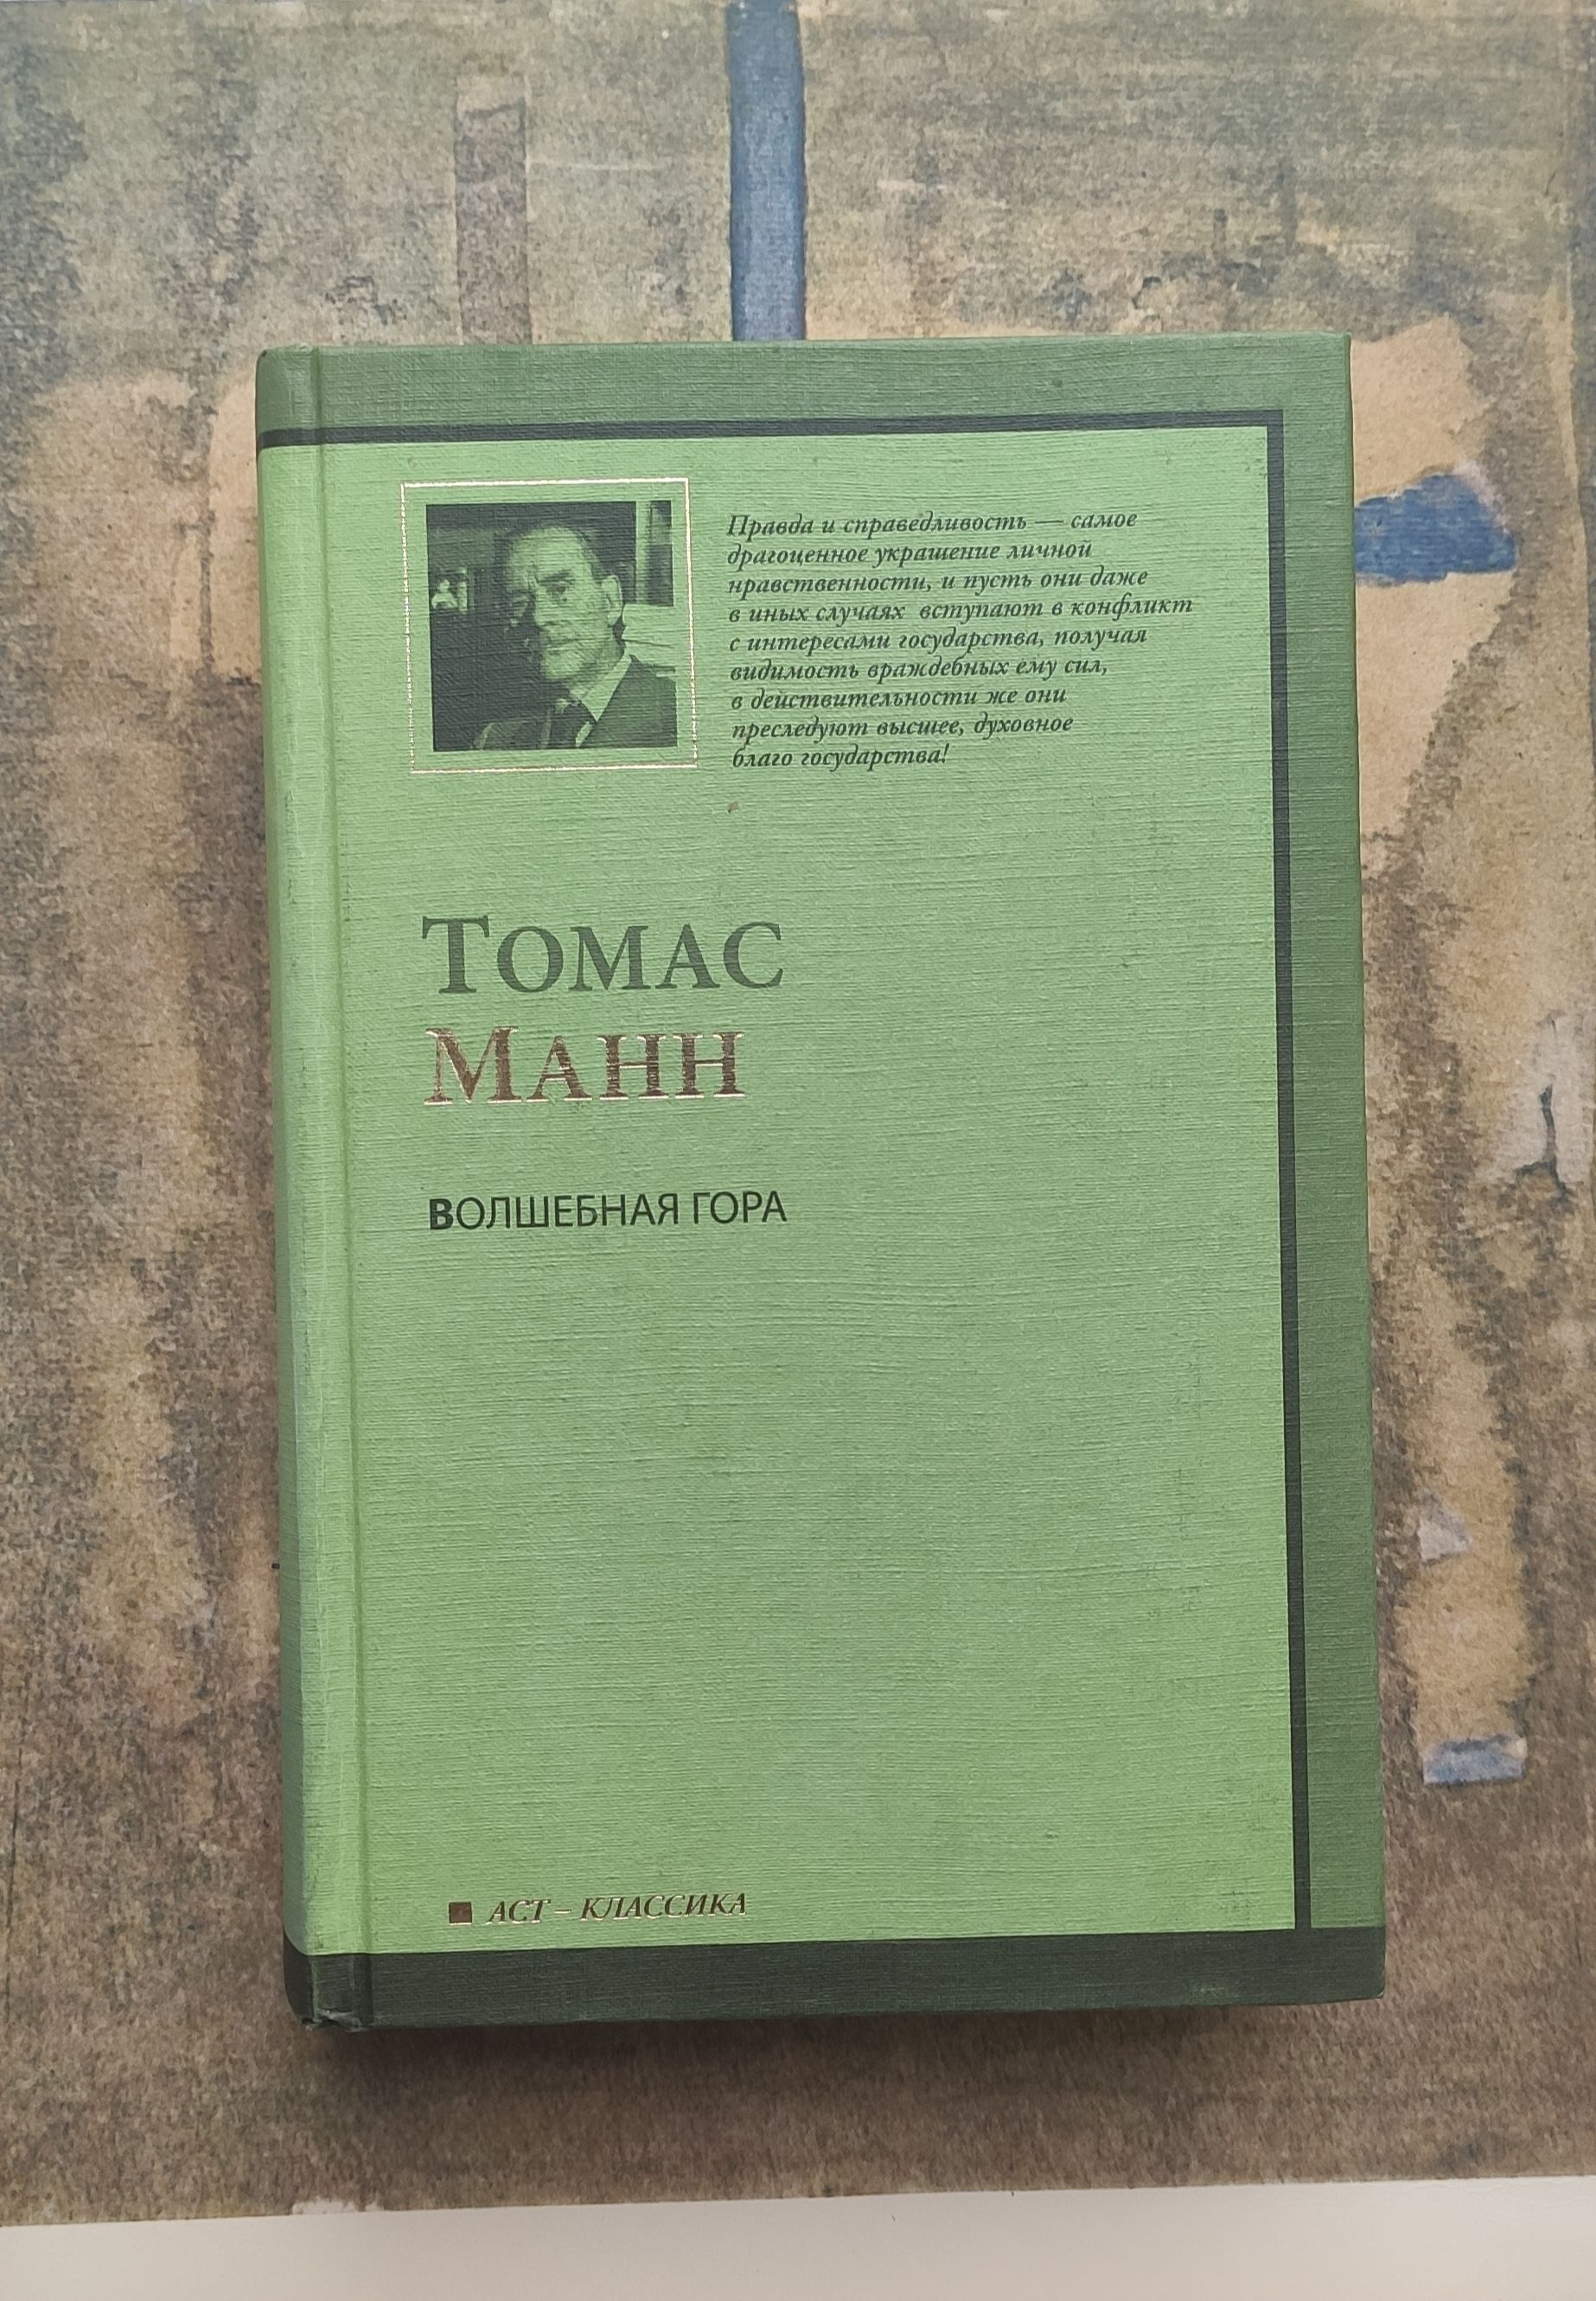 Правда и справедливость — самое
драгоценное украшение личной
нравственности, и пусть они даже
в иных случаях вступают в конфликт
с интересами государства, получая
видимость враждебных ему сил,
в действительности же они
преследуют высшее, духовное
благо государства!
ТОМАС
МАНН
ВОЛШЕБНАЯ ГОРА
АСТ – КЛАССИКА